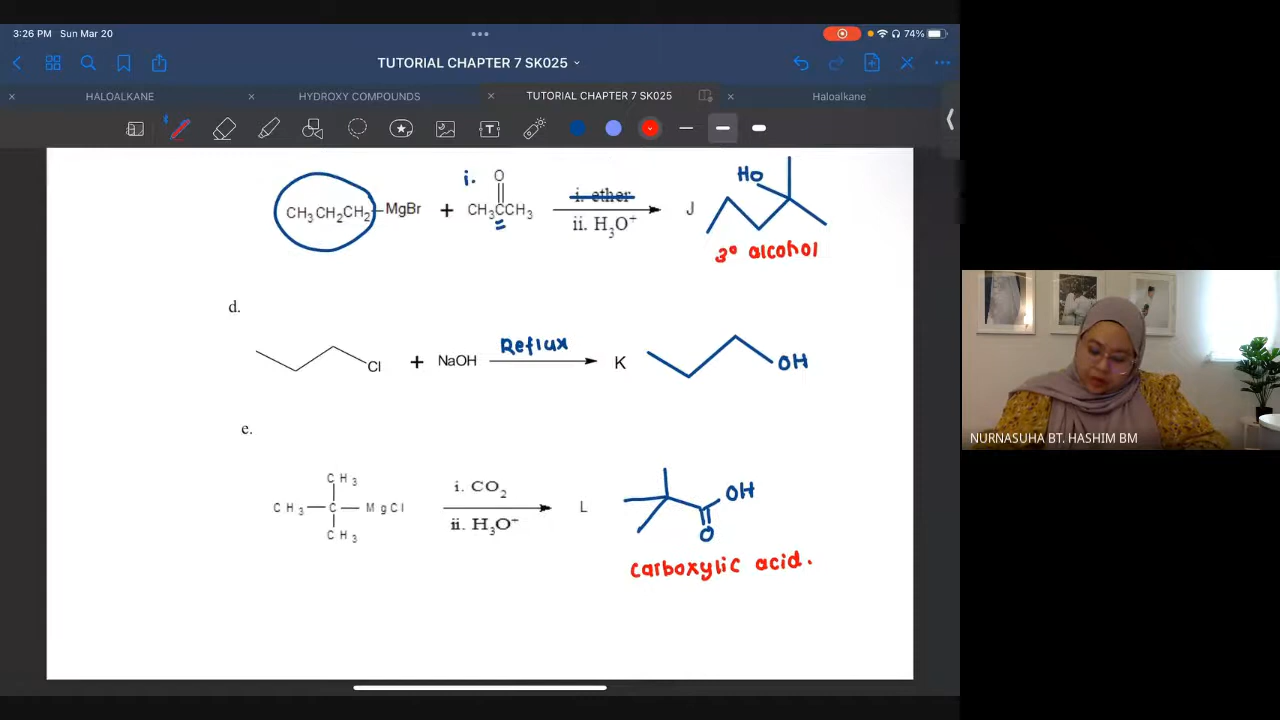 3:26 PM Sun Mar 20
74%
TUTORIAL CHAPTER 7 SK025
HALOALKANE
HYDROXY COMPOUNDS
TUTORIAL CHAPTER 7 SK025
Haloalkane
CH₃CH₂CH₂—MgBr + i. O CH₃CCH₃ i. ether ii. H₃O⁺ J HO
3° alcohol
d.
Cl + NaOH Reflux K OH
e.
CH₃
CH₃—C—MgCl i. CO₂ ii. H₃O⁺ L OH O
CH₃
carboxylic acid.
NURNASUHA BT. HASHIM BM